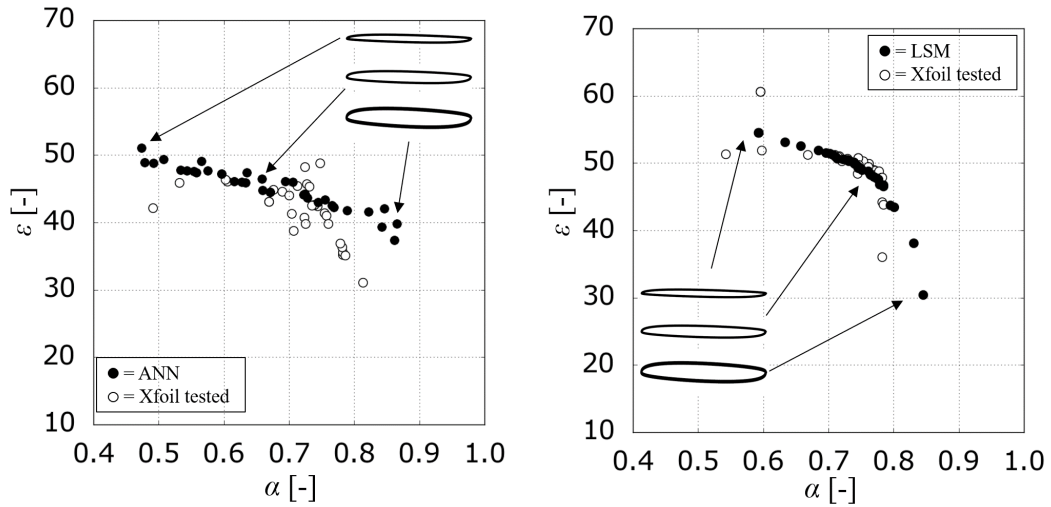 70
60
50
40
30
20
10
ε [-]
● = ANN
○ = Xfoil tested
0.4 0.5 0.6 0.7 0.8 0.9 1.0
α [-]
70
60
50
40
30
20
10
ε [-]
● = LSM
○ = Xfoil tested
0.4 0.5 0.6 0.7 0.8 0.9 1.0
α [-]